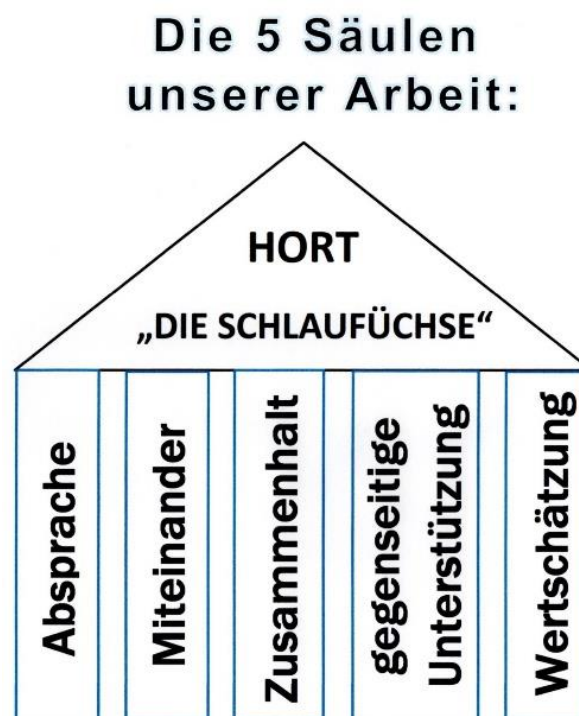 Die 5 Säulen
unserer Arbeit:
HORT
„DIE SCHLAUFÜCHSE“
Absprache
Miteinander
Zusammenhalt
gegenseitige
Unterstützung
Wertschätzung